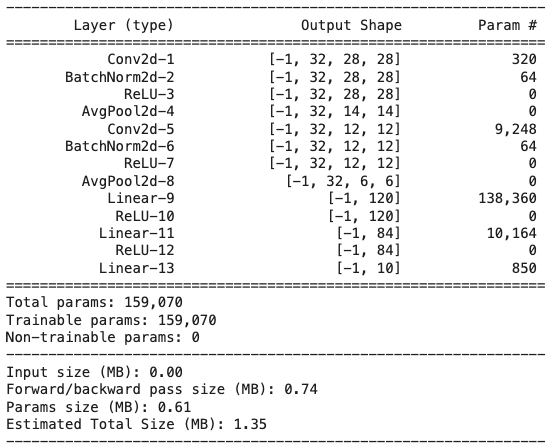 ----------------------------------------------------------------
        Layer (type)               Output Shape         Param #
================================================================
            Conv2d-1           [-1, 32, 28, 28]             320
       BatchNorm2d-2           [-1, 32, 28, 28]              64
              ReLU-3           [-1, 32, 28, 28]               0
         AvgPool2d-4           [-1, 32, 14, 14]               0
            Conv2d-5           [-1, 32, 12, 12]           9,248
       BatchNorm2d-6           [-1, 32, 12, 12]              64
              ReLU-7           [-1, 32, 12, 12]               0
         AvgPool2d-8             [-1, 32, 6, 6]               0
            Linear-9                  [-1, 120]         138,360
             ReLU-10                  [-1, 120]               0
           Linear-11                   [-1, 84]          10,164
             ReLU-12                   [-1, 84]               0
           Linear-13                   [-1, 10]             850
================================================================
Total params: 159,070
Trainable params: 159,070
Non-trainable params: 0
----------------------------------------------------------------
Input size (MB): 0.00
Forward/backward pass size (MB): 0.74
Params size (MB): 0.61
Estimated Total Size (MB): 1.35
----------------------------------------------------------------